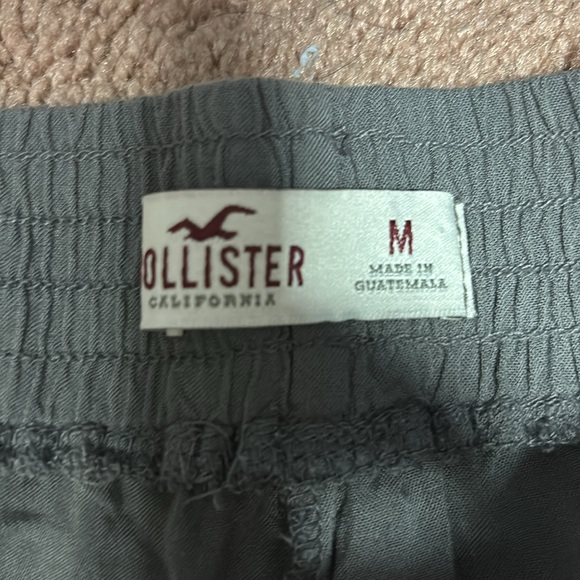 OLLISTER
CALIFORNIA
M
MADE IN
GUATEMALA